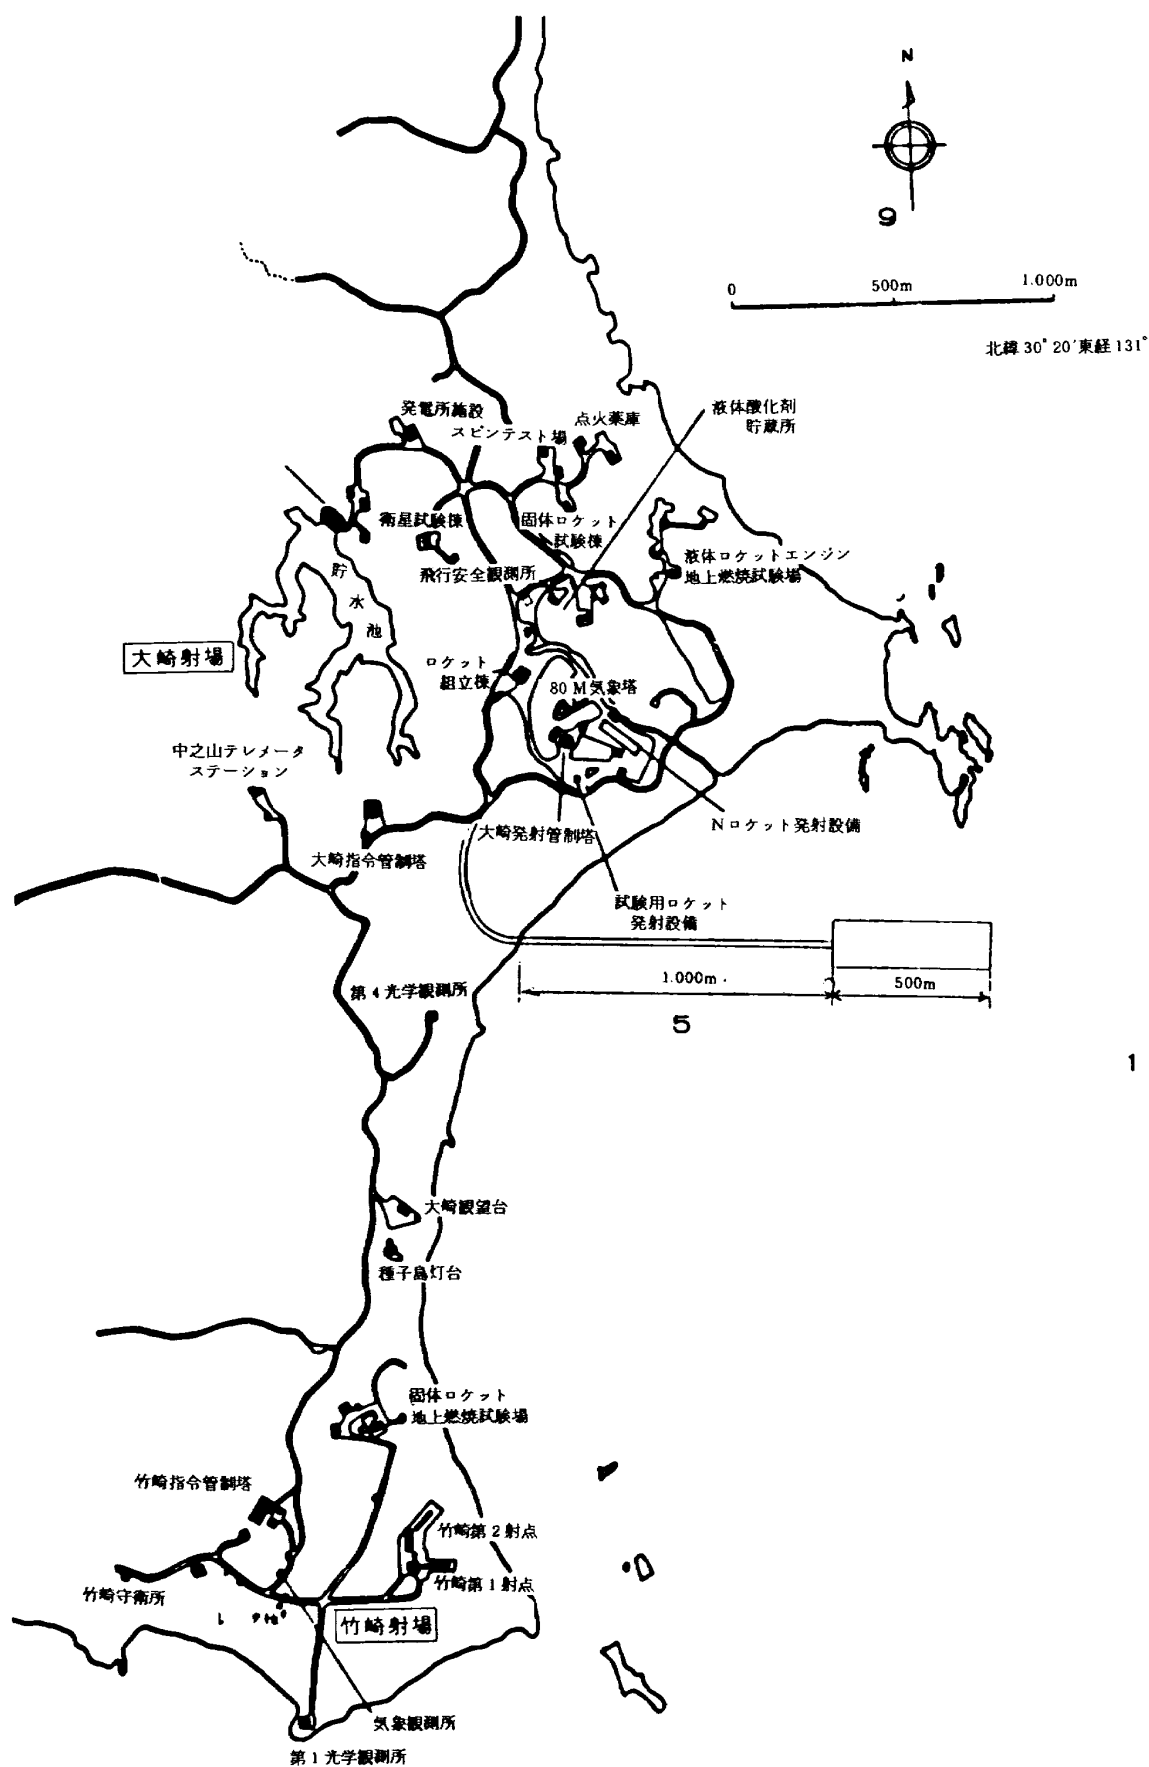 N
9
0 500m 1.000m
北緯30°20′東経131°
発電所施設
スピンテスト場
点火薬庫
液体酸化剤
貯蔵所
衛星試験棟
固体ロケット
試験棟
飛行安全観測所
液体ロケットエンジン
地上燃焼試験場
貯
水
池
大崎射場
ロケット
組立棟
80M気象塔
中之山テレメータ
ステーション
Nロケット発射設備
大崎発射管制塔
大崎指令管制塔
試験用ロケット
発射設備
1.000m
500m
第4光学観測所
5
1
大崎観望台
種子島灯台
固体ロケット
地上燃焼試験場
竹崎指令管制塔
竹崎第2射点
竹崎第1射点
竹崎守衛所
竹崎射場
気象観測所
第1光学観測所